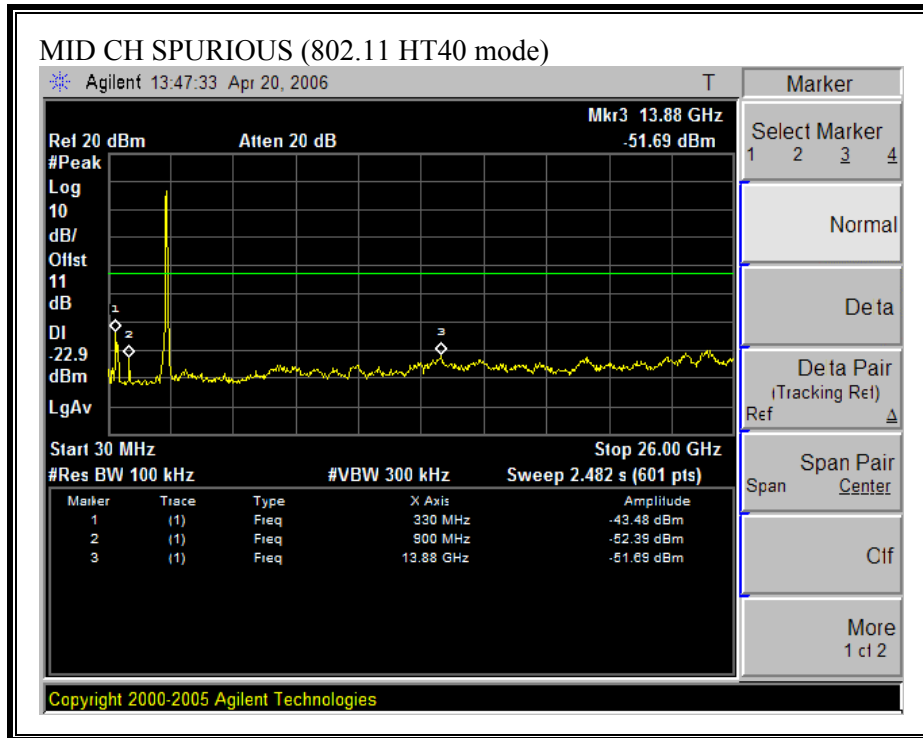 MID CH SPURIOUS (802.11 HT40 mode)
Agilent 13:47:33 Apr 20, 2006 T
Mkr3 13.88 GHz
Ref 20 dBm Atten 20 dB -51.69 dBm
#Peak
Log
10
dB/
Offst
11
dB
DI
-22.9
dBm
LgAv
1
2
3
Start 30 MHz Stop 26.00 GHz
#Res BW 100 kHz #VBW 300 kHz Sweep 2.482 s (601 pts)
Marker Trace Type X Axis Amplitude
1 (1) Freq 330 MHz -43.48 dBm
2 (1) Freq 900 MHz -52.39 dBm
3 (1) Freq 13.88 GHz -51.69 dBm
Copyright 2000-2005 Agilent Technologies
Marker
Select Marker
1 2 3 4
Normal
Delta
Delta Pair
(Tracking Ref)
Ref Δ
Span Pair
Span Center
Off
More
1 of 2